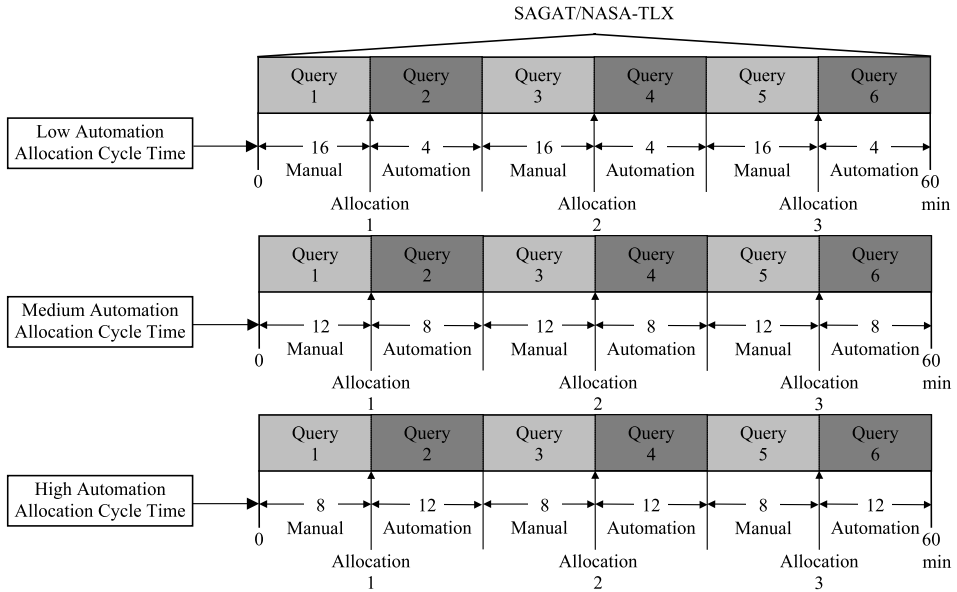 SAGAT/NASA-TLX
Query Query Query Query Query Query
1 2 3 4 5 6
Low Automation
Allocation Cycle Time
16 4 16 4 16 4
Manual Automation Manual Automation Manual Automation
0 60
min
Allocation Allocation Allocation
1 2 3
Query Query Query Query Query Query
1 2 3 4 5 6
Medium Automation
Allocation Cycle Time
12 8 12 8 12 8
Manual Automation Manual Automation Manual Automation
0 60
min
Allocation Allocation Allocation
1 2 3
Query Query Query Query Query Query
1 2 3 4 5 6
High Automation
Allocation Cycle Time
8 12 8 12 8 12
Manual Automation Manual Automation Manual Automation
0 60
min
Allocation Allocation Allocation
1 2 3